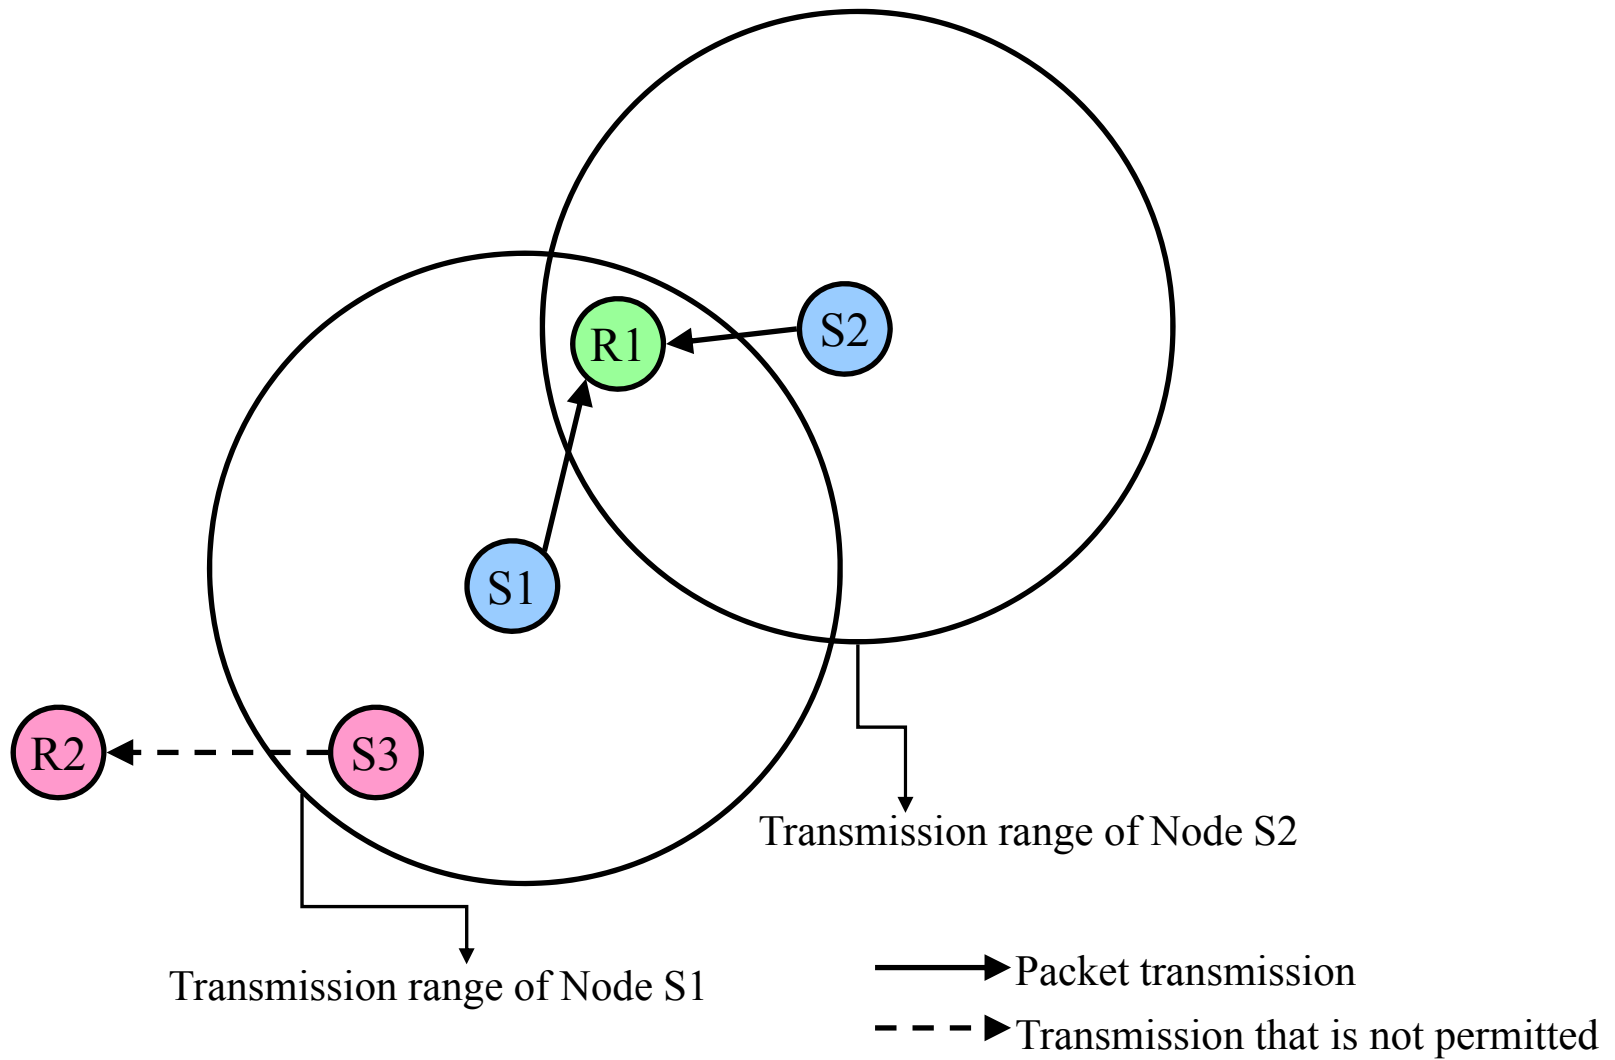 R1
S2
S1
R2
S3
Transmission range of Node S2
Transmission range of Node S1
Packet transmission
Transmission that is not permitted